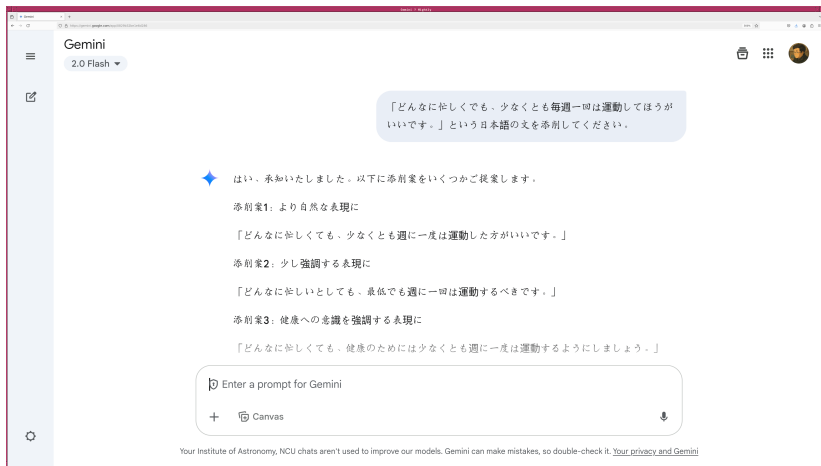 Gemini : Nightly
Gemini
Gemini
2.0 Flash
「どんなに忙しくでも、少なくとも毎週一回は運動してほうが
いいです。」という日本語の文を添削してください。
はい、承知いたしました。以下に添削案をいくつかご提案します。
添削案1: より自然な表現に
「どんなに忙しくても、少なくとも週に一度は運動した方がいいです。」
添削案2: 少し強調する表現に
「どんなに忙しいとしても、最低でも週に一回は運動するべきです。」
添削案3: 健康への意識を強調する表現に
「どんなに忙しくても、健康のためには少なくとも週に一度は運動するようにしましょう。」
Enter a prompt for Gemini
Canvas
Your Institute of Astronomy, NCU chats aren't used to improve our models. Gemini can make mistakes, so double-check it. Your privacy and Gemini